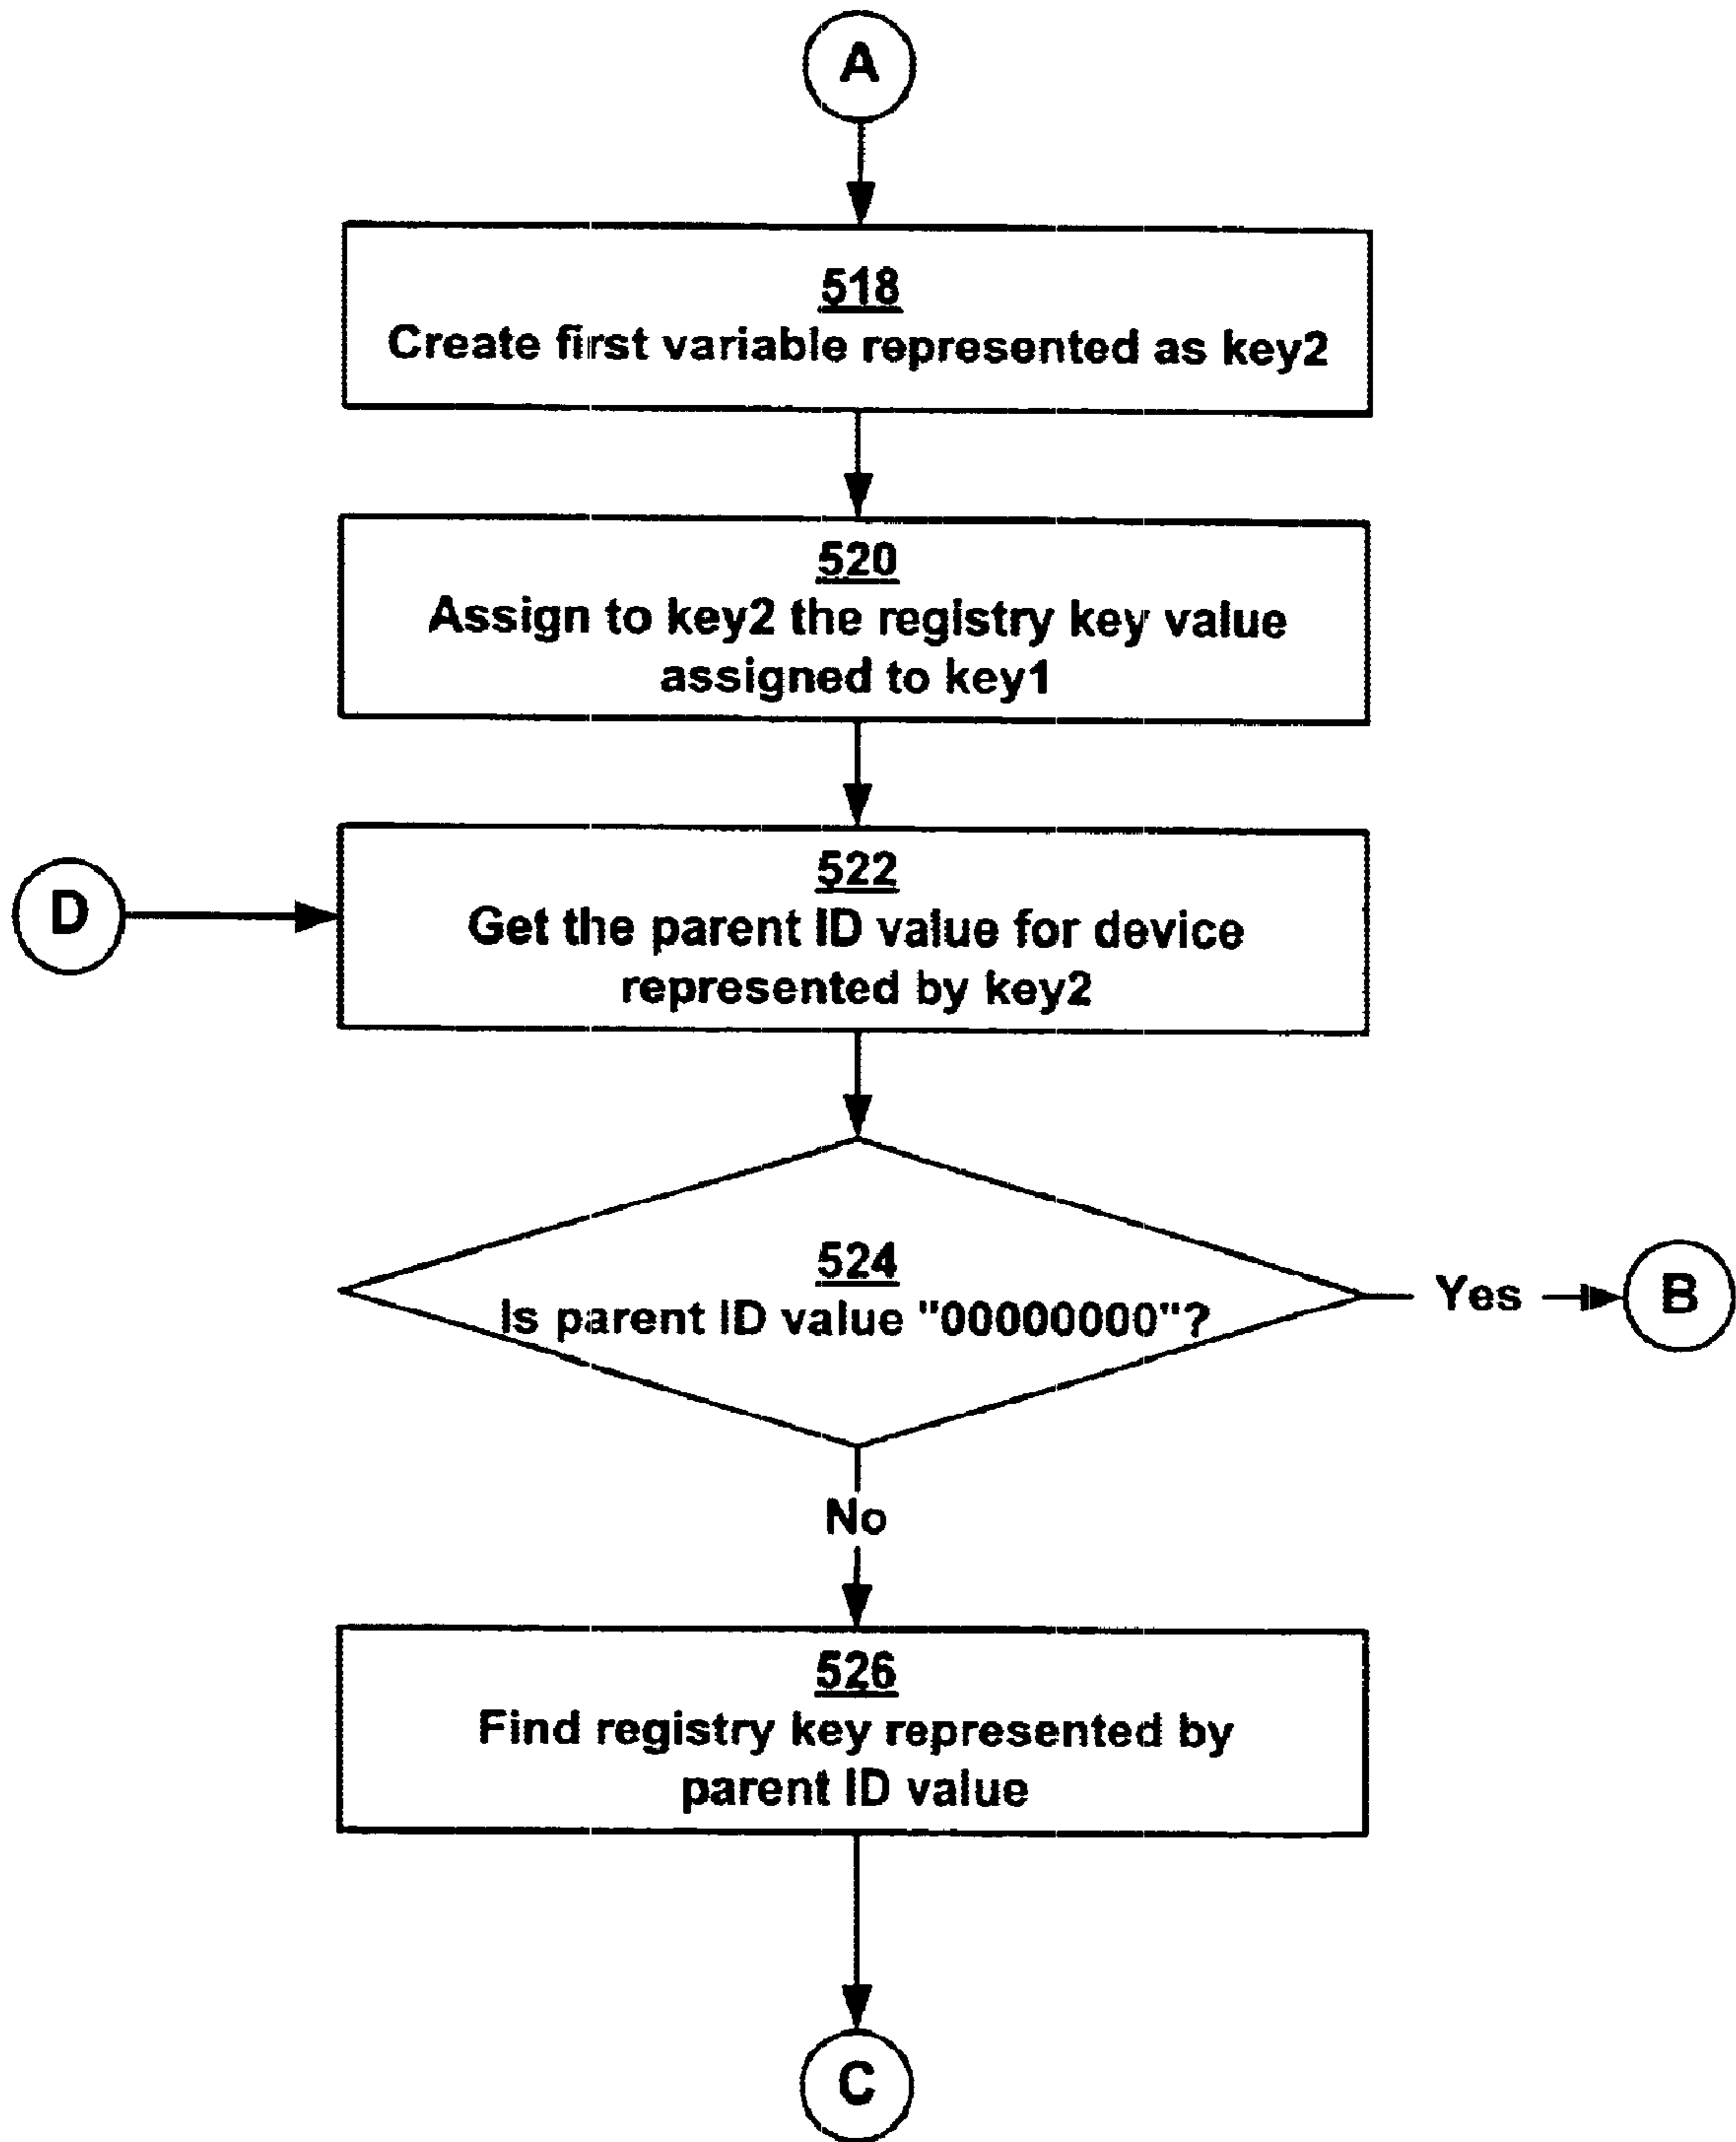 A
518
Create first variable represented as key2
520
Assign to key2 the registry key value
assigned to key1
D
522
Get the parent ID value for device
represented by key2
524
Is parent ID value "00000000"?
Yes
B
No
526
Find registry key represented by
parent ID value
C